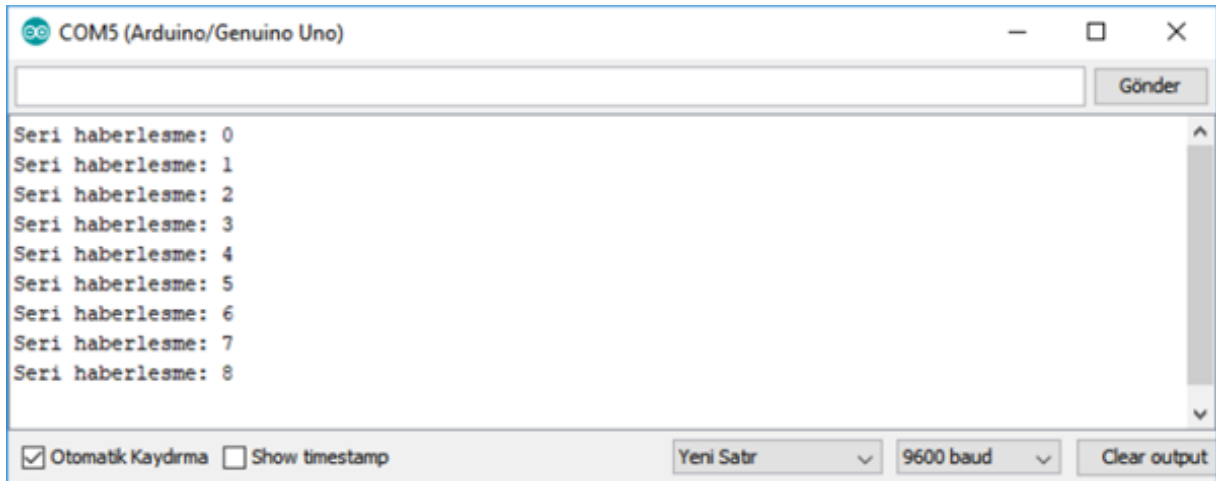 COM5 (Arduino/Genuino Uno)
Gönder
Seri haberlesme: 0
Seri haberlesme: 1
Seri haberlesme: 2
Seri haberlesme: 3
Seri haberlesme: 4
Seri haberlesme: 5
Seri haberlesme: 6
Seri haberlesme: 7
Seri haberlesme: 8
Otomatik Kaydırma Show timestamp Yeni Satır 9600 baud Clear output